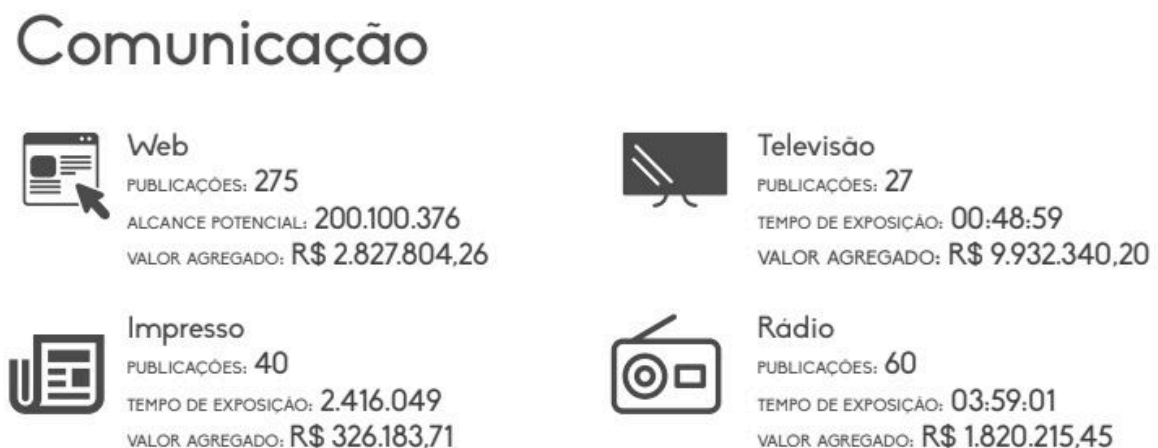 Comunicação
Web
PUBLICAÇÕES: 275
ALCANCE POTENCIAL: 200.100.376
VALOR AGREGADO: R$ 2.827.804,26
Televisão
PUBLICAÇÕES: 27
TEMPO DE EXPOSIÇÃO: 00:48:59
VALOR AGREGADO: R$ 9.932.340,20
Impresso
PUBLICAÇÕES: 40
TEMPO DE EXPOSIÇÃO: 2.416.049
VALOR AGREGADO: R$ 326.183,71
Rádio
PUBLICAÇÕES: 60
TEMPO DE EXPOSIÇÃO: 03:59:01
VALOR AGREGADO: R$ 1.820.215,45